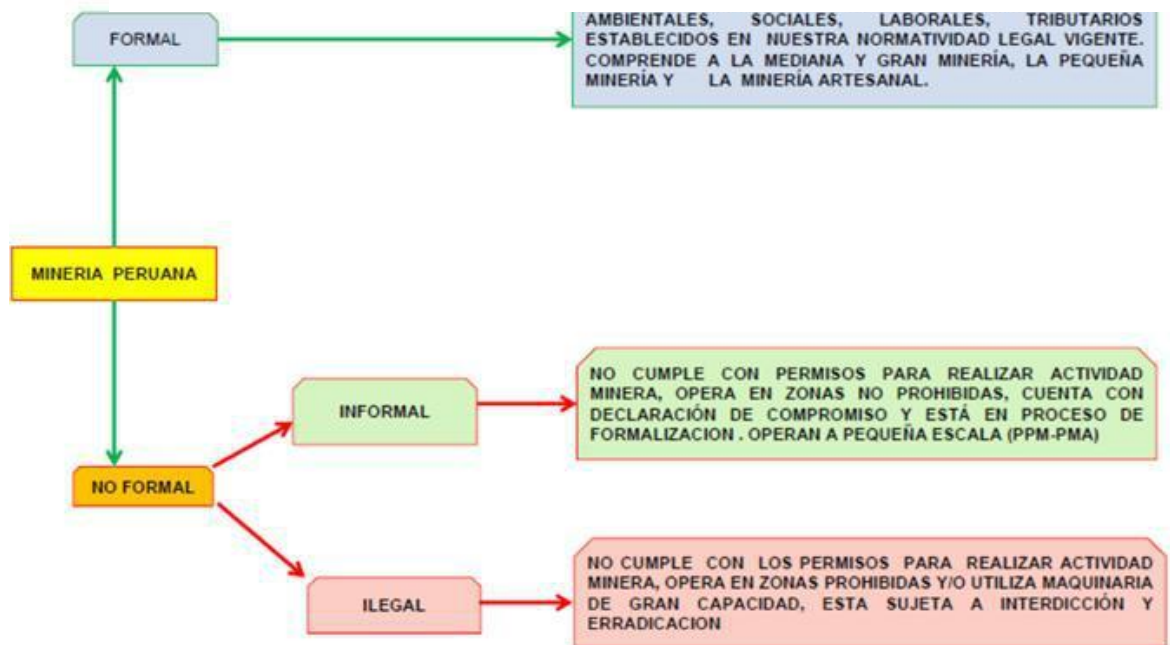 FORMAL
AMBIENTALES, SOCIALES, LABORALES, TRIBUTARIOS
ESTABLECIDOS EN NUESTRA NORMATIVIDAD LEGAL VIGENTE.
COMPRENDE A LA MEDIANA Y GRAN MINERÍA, LA PEQUEÑA
MINERÍA Y LA MINERÍA ARTESANAL.
MINERIA PERUANA
INFORMAL
NO CUMPLE CON PERMISOS PARA REALIZAR ACTIVIDAD
MINERA, OPERA EN ZONAS NO PROHIBIDAS, CUENTA CON
DECLARACIÓN DE COMPROMISO Y ESTÁ EN PROCESO DE
FORMALIZACION . OPERAN A PEQUEÑA ESCALA (PPM-PMA)
NO FORMAL
ILEGAL
NO CUMPLE CON LOS PERMISOS PARA REALIZAR ACTIVIDAD
MINERA, OPERA EN ZONAS PROHIBIDAS Y/O UTILIZA MAQUINARIA
DE GRAN CAPACIDAD, ESTA SUJETA A INTERDICCIÓN Y
ERRADICACION